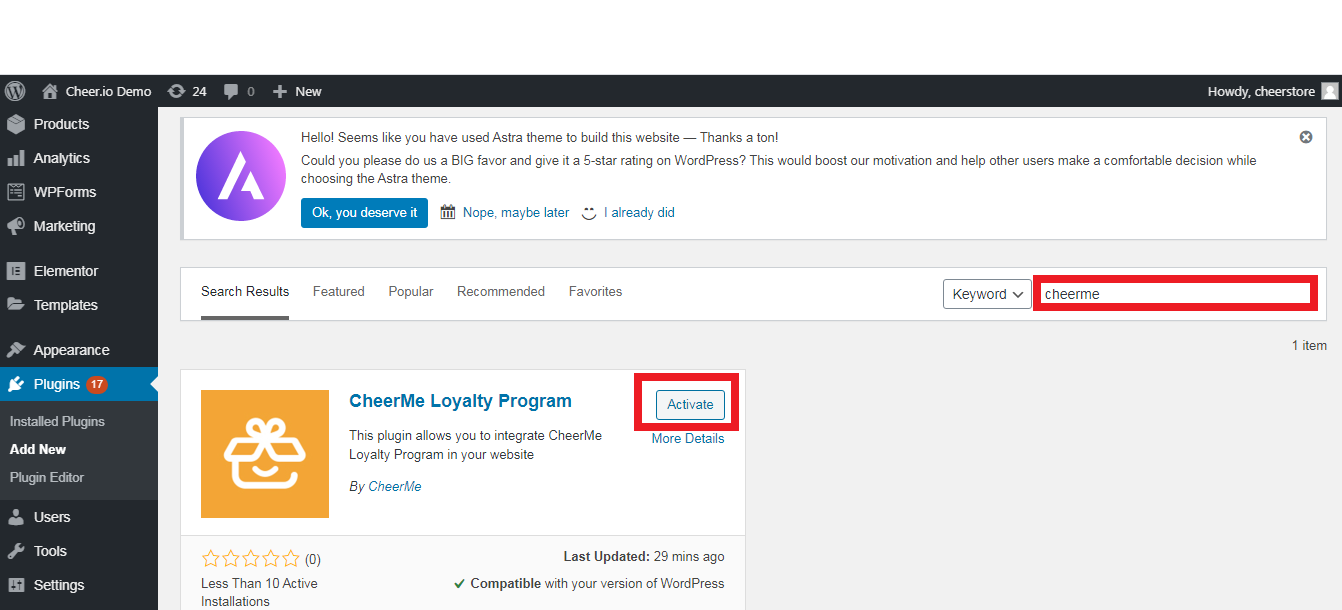 Cheer.io Demo 24 0 New Howdy, cheerstore
Products
Analytics
WPForms
Marketing
Elementor
Templates
Appearance
Plugins 17
Installed Plugins
Add New
Plugin Editor
Users
Tools
Settings
Hello! Seems like you have used Astra theme to build this website — Thanks a ton!
Could you please do us a BIG favor and give it a 5-star rating on WordPress? This would boost our motivation and help other users make a comfortable decision while
choosing the Astra theme.
Ok, you deserve it Nope, maybe later I already did
Search Results Featured Popular Recommended Favorites Keyword cheerme
1 item
CheerMe Loyalty Program Activate
More Details
This plugin allows you to integrate CheerMe
Loyalty Program in your website
By CheerMe
(0) Last Updated: 29 mins ago
Less Than 10 Active
Installations
Compatible with your version of WordPress